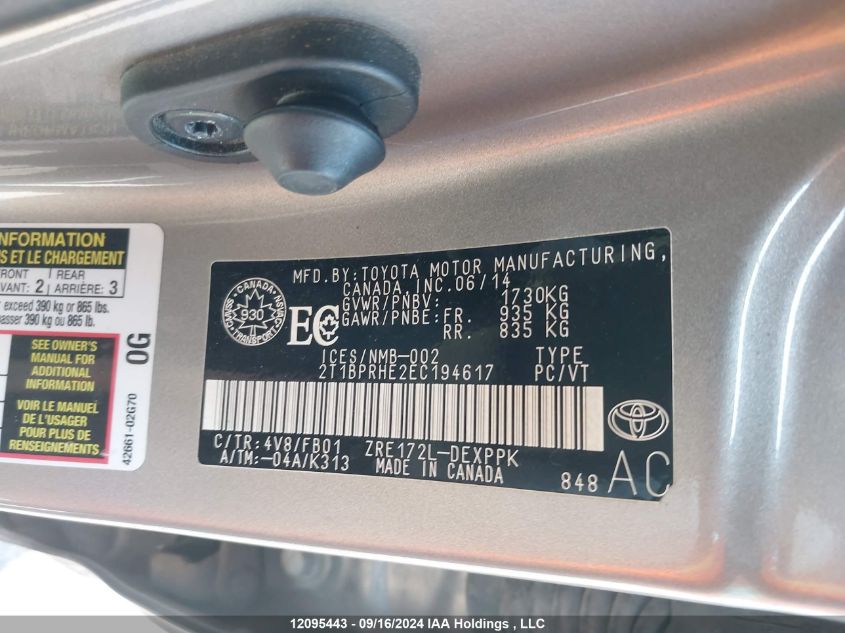 INFORMATION
S ET LE CHARGEMENT
RONT REAR
VANT: 2 ARRIÈRE: 3
r exceed 390 kg or 865 lbs.
passer 390 kg ou 865 lb.
SEE OWNER'S
MANUAL FOR
ADDITIONAL
INFORMATION
VOIR LE MANUEL
DE L'USAGER
POUR PLUS DE
RENSEIGNEMENTS
0G
42661-02G70
MFD.BY:TOYOTA MOTOR MANUFACTURING,
CANADA, INC.06/14
GVWR/PNBV: 1730KG
GAWR/PNBE:FR. 935 KG
RR. 835 KG
CANADA
930
TRANSPORT
EC
ICES/NMB-002 TYPE
2T1BPRHE2EC194617 PC/VT
C/TR:4V8/FB01 ZRE172L-DEXPPK
A/TM:-04A/K313 MADE IN CANADA
848 AC
12095443 - 09/16/2024 IAA Holdings , LLC